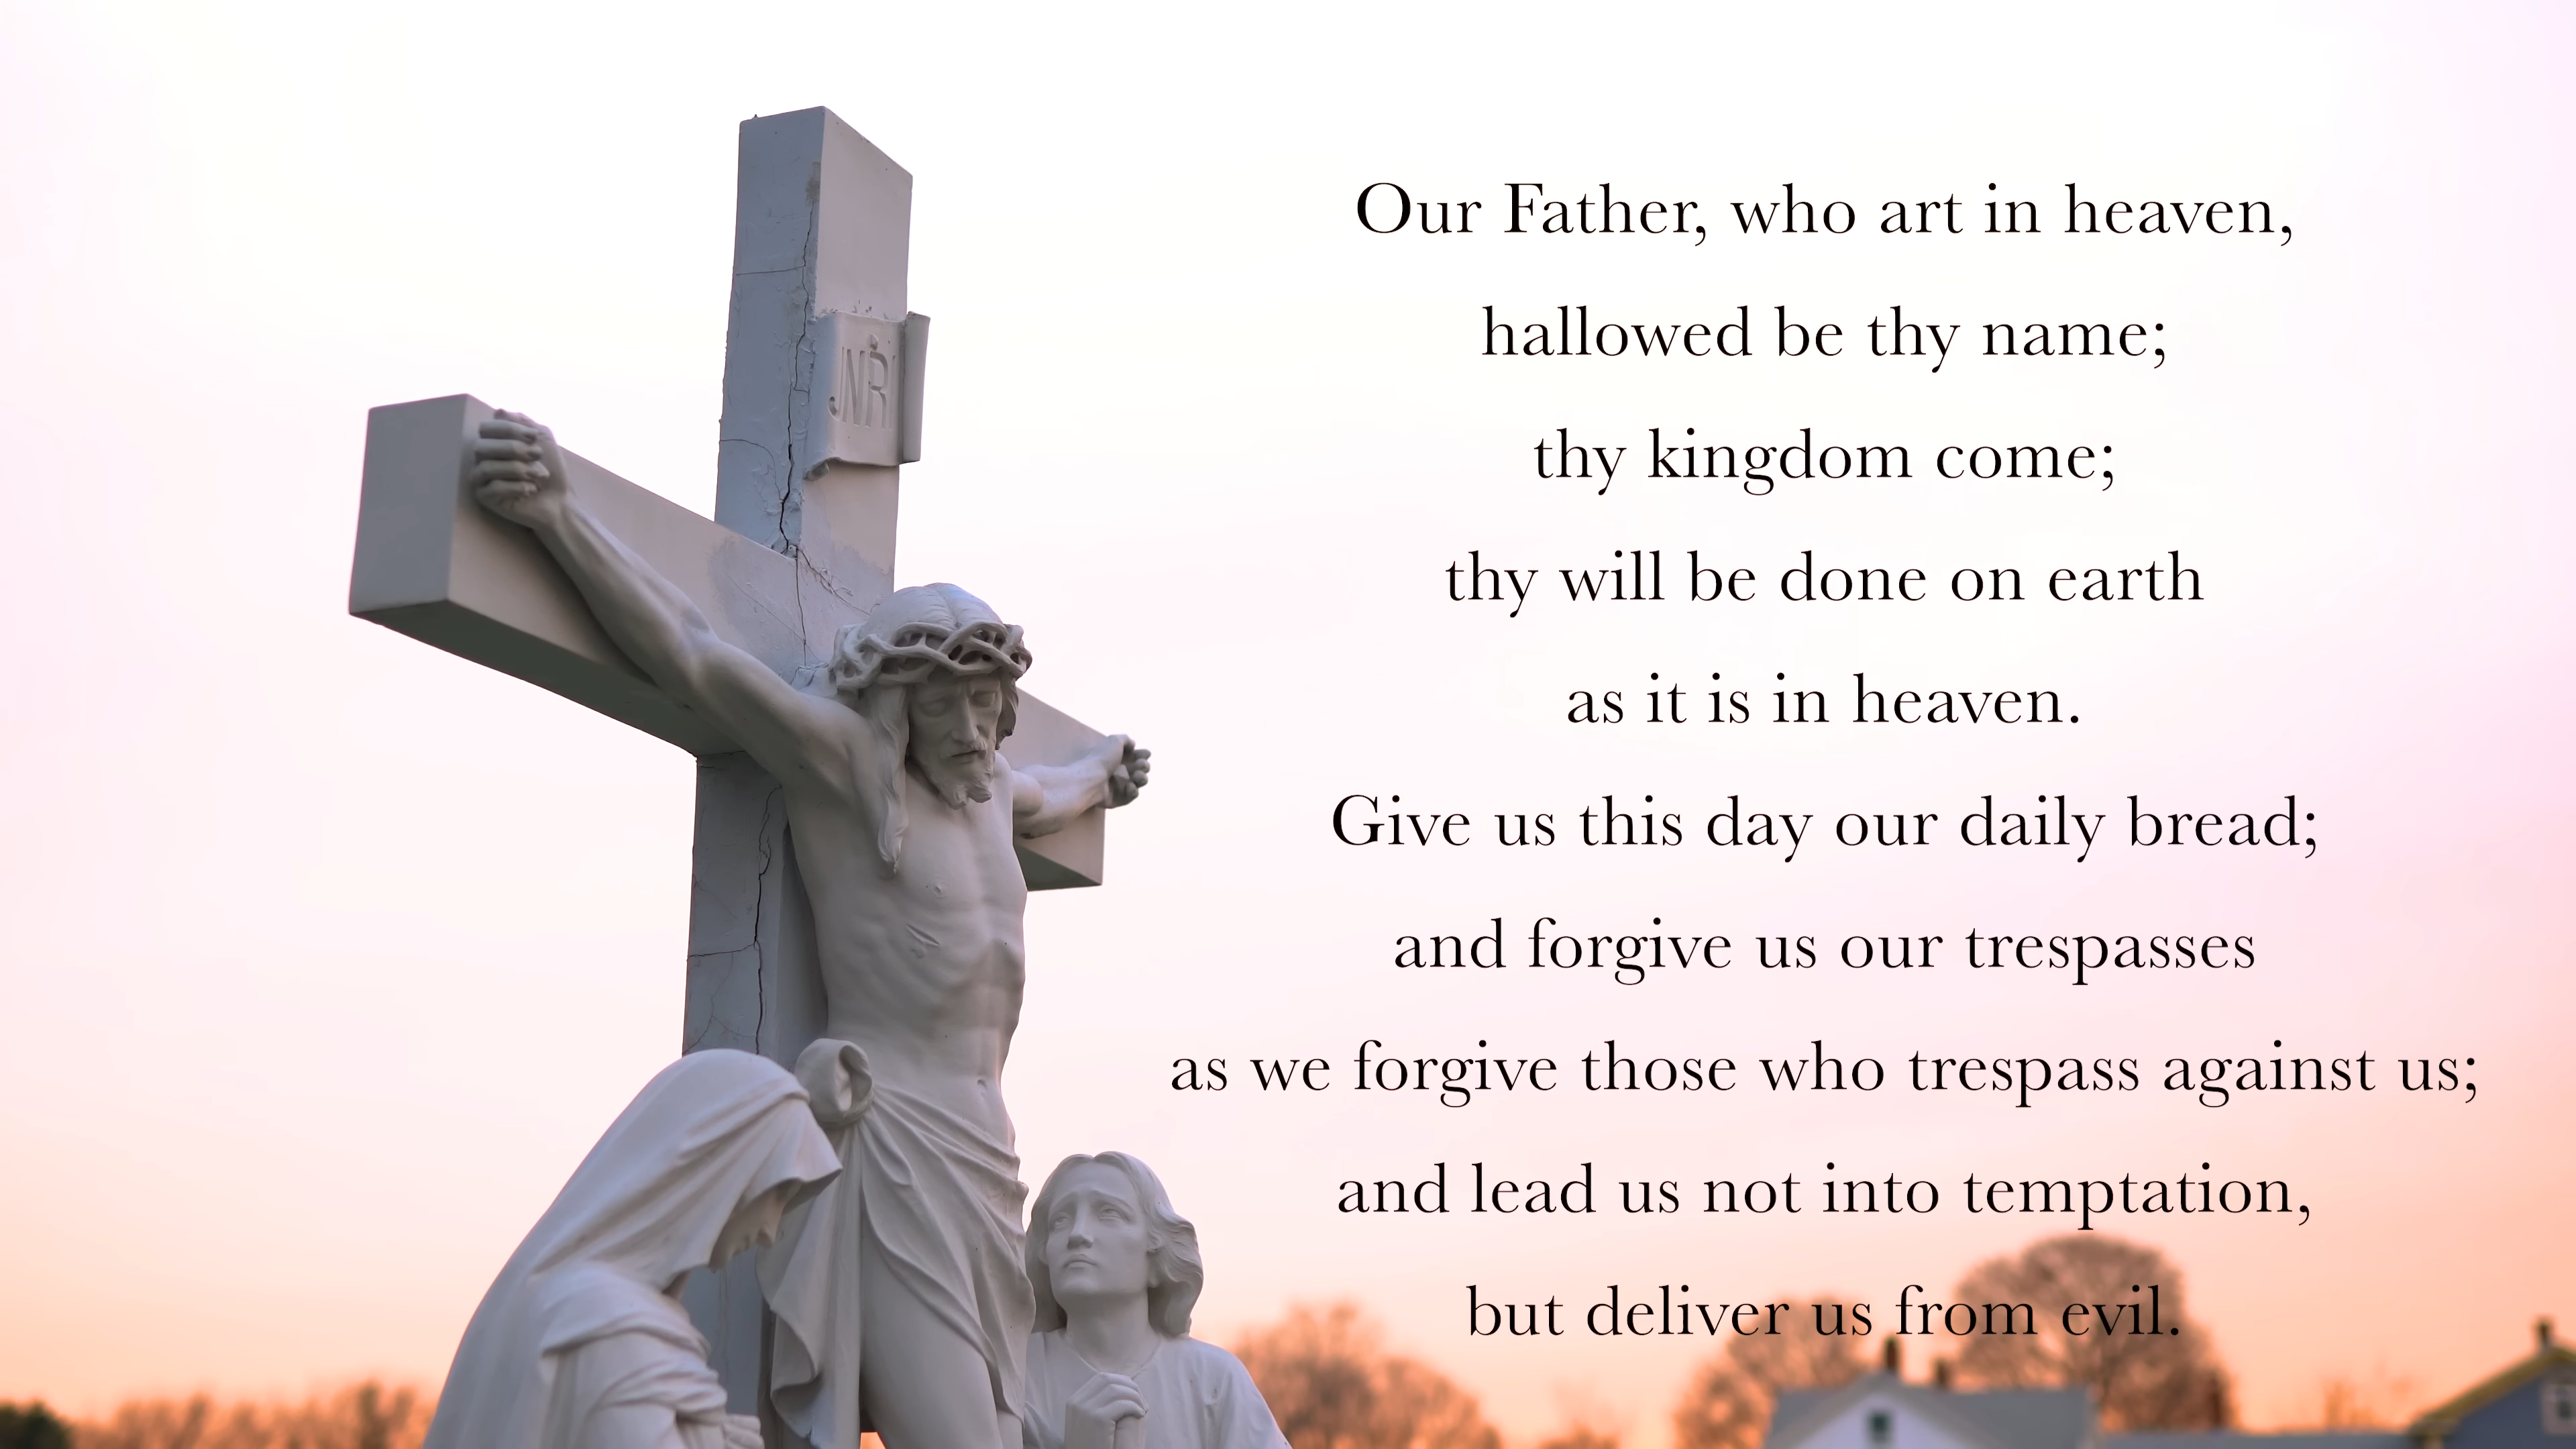 JNRI
Our Father, who art in heaven,
hallowed be thy name;
thy kingdom come;
thy will be done on earth
as it is in heaven.
Give us this day our daily bread;
and forgive us our trespasses
as we forgive those who trespass against us;
and lead us not into temptation,
but deliver us from evil.